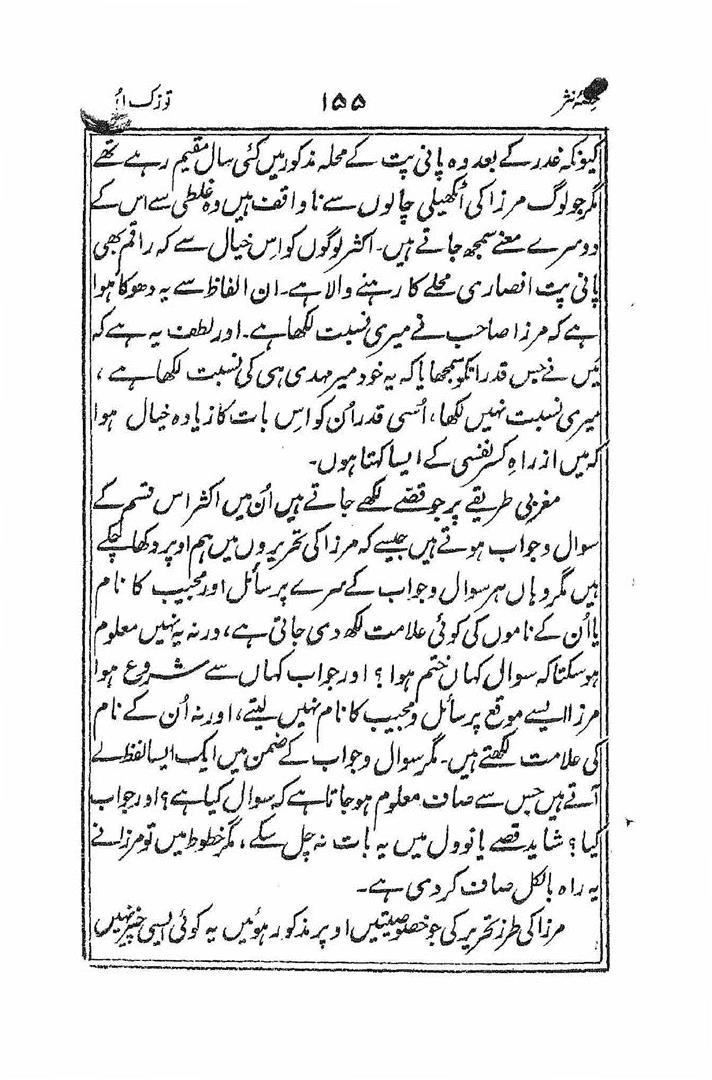 حصۂ نثر ۱۵۵ توزک
کیونکہ غدر کے بعد وہ پانی پت کے محلہ مذکور میں کئی سال مقیم رہے تھے
مگر جو لوگ مرزا کی اٹکھیلی چالوں سے ناواقف ہیں وہ غلطی سے اس کے
دوسرے معنے سمجھ جاتے ہیں۔ اکثر لوگوں کو اس خیال سے کہ راقم بھی
پانی پت انصاری محلے کا رہنے والا ہے۔ ان الفاظ سے یہ دھوکا ہوا
ہے کہ مرزا صاحب نے میری نسبت لکھا ہے۔ اور لطف یہ ہے کہ
میں نے جس قدر انکو سمجھایا کہ یہ خود میر مہدی ہی کی نسبت لکھا ہے،
میری نسبت نہیں لکھا، اُسی قدر اُن کو اس بات کا زیادہ خیال ہوا
کہ میں از راہِ کسر نفسی کے ایسا کہتا ہوں۔
مغربی طریقے پر جو قصے لکھے جاتے ہیں اُن میں اکثر اس قسم کے
سوال و جواب ہوتے ہیں جیسے کہ مرزا کی تحریروں میں ہم اوپر دکھا چکے
ہیں مگر وہاں ہر سوال و جواب کے سرے پر سائل اور مجیب کا نام
یا اُن کے ناموں کی کوئی علامت لکھ دی جاتی ہے، ورنہ یہ نہیں معلوم
ہو سکتا کہ سوال کہاں ختم ہوا؟ اور جواب کہاں سے شروع ہوا
مرزا ایسے موقع پر سائل و مجیب کا نام نہیں لیتے، اور نہ اُن کے نام
کی علامت لکھتے ہیں۔ مگر سوال و جواب کے ضمن میں ایک ایسا لفظ لے
آتے ہیں جس سے صاف معلوم ہو جاتا ہے کہ سوال کیا ہے؟ اور جواب
کیا؟ شاید قصے یا نوول میں یہ بات نہ چل سکے، مگر خطوط میں تو مرزا نے
یہ راہ بالکل صاف کر دی ہے۔
مرزا کی طرز تحریر کی جو خصوصیتیں اوپر مذکور ہوئیں یہ کوئی ایسی چیز نہیں